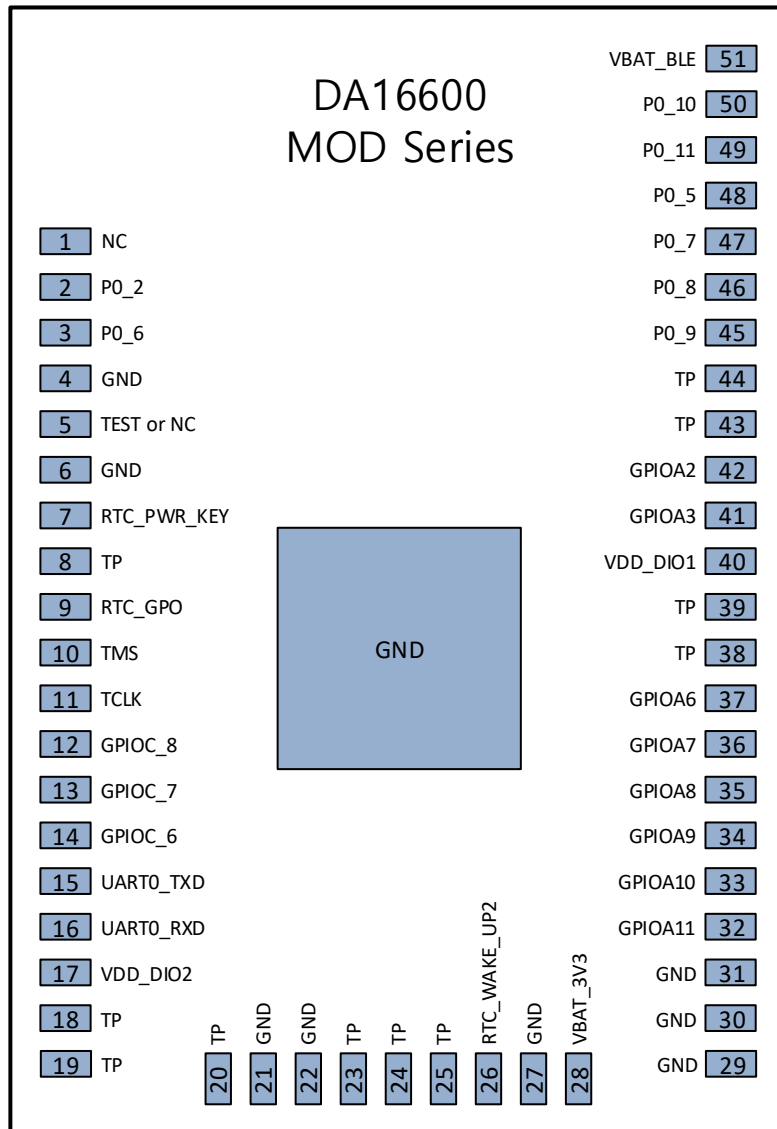 DA16600
MOD Series
1 NC
2 P0_2
3 P0_6
4 GND
5 TEST or NC
6 GND
7 RTC_PWR_KEY
8 TP
9 RTC_GPO
10 TMS
11 TCLK
12 GPIOC_8
13 GPIOC_7
14 GPIOC_6
15 UART0_TXD
16 UART0_RXD
17 VDD_DIO2
18 TP
19 TP
GND
TP 20
GND 21
GND 22
TP 23
TP 24
TP 25
RTC_WAKE_UP2 26
GND 27
VBAT_3V3 28
VBAT_BLE 51
P0_10 50
P0_11 49
P0_5 48
P0_7 47
P0_8 46
P0_9 45
TP 44
TP 43
GPIOA2 42
GPIOA3 41
VDD_DIO1 40
TP 39
TP 38
GPIOA6 37
GPIOA7 36
GPIOA8 35
GPIOA9 34
GPIOA10 33
GPIOA11 32
GND 31
GND 30
GND 29